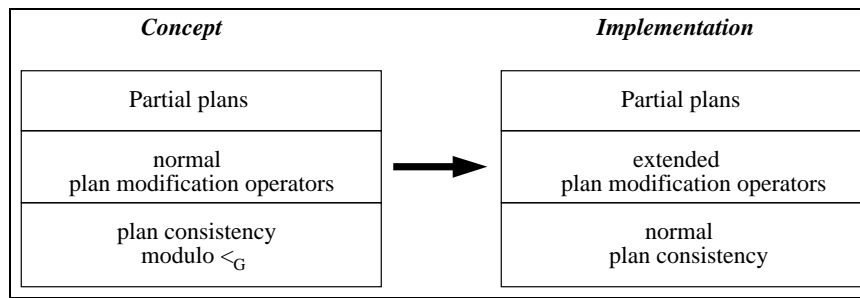 Concept
Implementation
Partial plans
normal
plan modification operators
plan consistency
modulo <G
Partial plans
extended
plan modification operators
normal
plan consistency